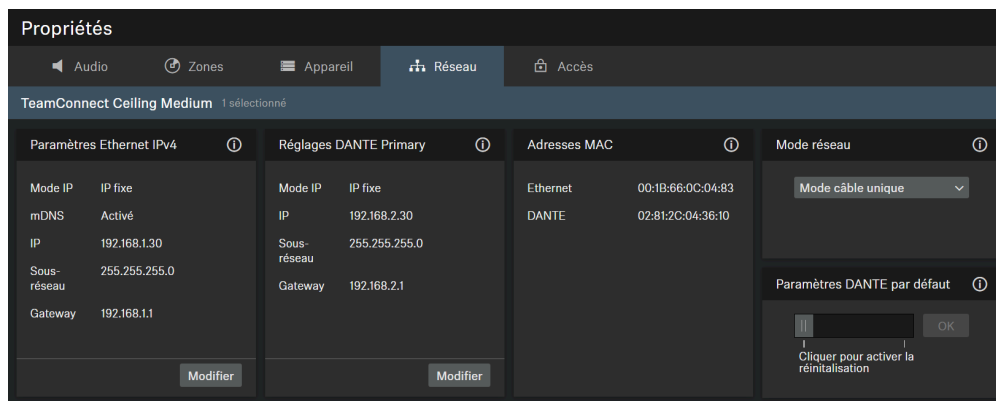 Propriétés
Audio
Zones
Appareil
Réseau
Accès
TeamConnect Ceiling Medium 1 sélectionné
Paramètres Ethernet IPv4
Mode IP IP fixe
mDNS Activé
IP 192.168.1.30
Sous-
réseau 255.255.255.0
Gateway 192.168.1.1
Modifier
Réglages DANTE Primary
Mode IP IP fixe
IP 192.168.2.30
Sous-
réseau 255.255.255.0
Gateway 192.168.2.1
Modifier
Adresses MAC
Ethernet 00:1B:66:0C:04:83
DANTE 02:81:2C:04:36:10
Mode réseau
Mode câble unique
Paramètres DANTE par défaut
OK
Cliquer pour activer la
réinitalisation